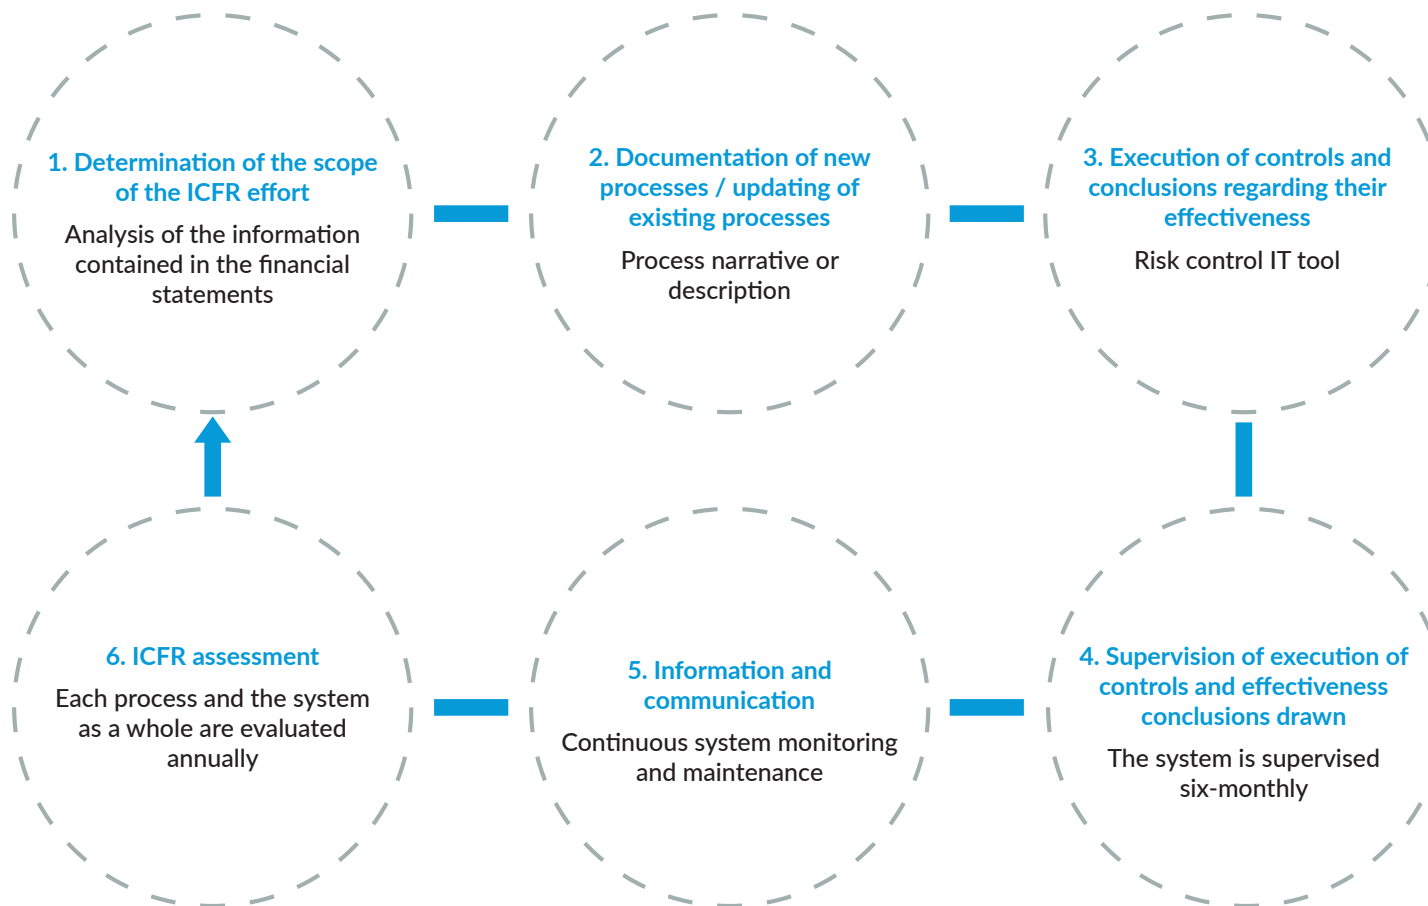 1. Determination of the scope
of the ICFR effort
Analysis of the information
contained in the financial
statements
2. Documentation of new
processes / updating of
existing processes
Process narrative or
description
3. Execution of controls and
conclusions regarding their
effectiveness
Risk control IT tool
4. Supervision of execution of
controls and effectiveness
conclusions drawn
The system is supervised
six-monthly
5. Information and
communication
Continuous system monitoring
and maintenance
6. ICFR assessment
Each process and the system
as a whole are evaluated
annually